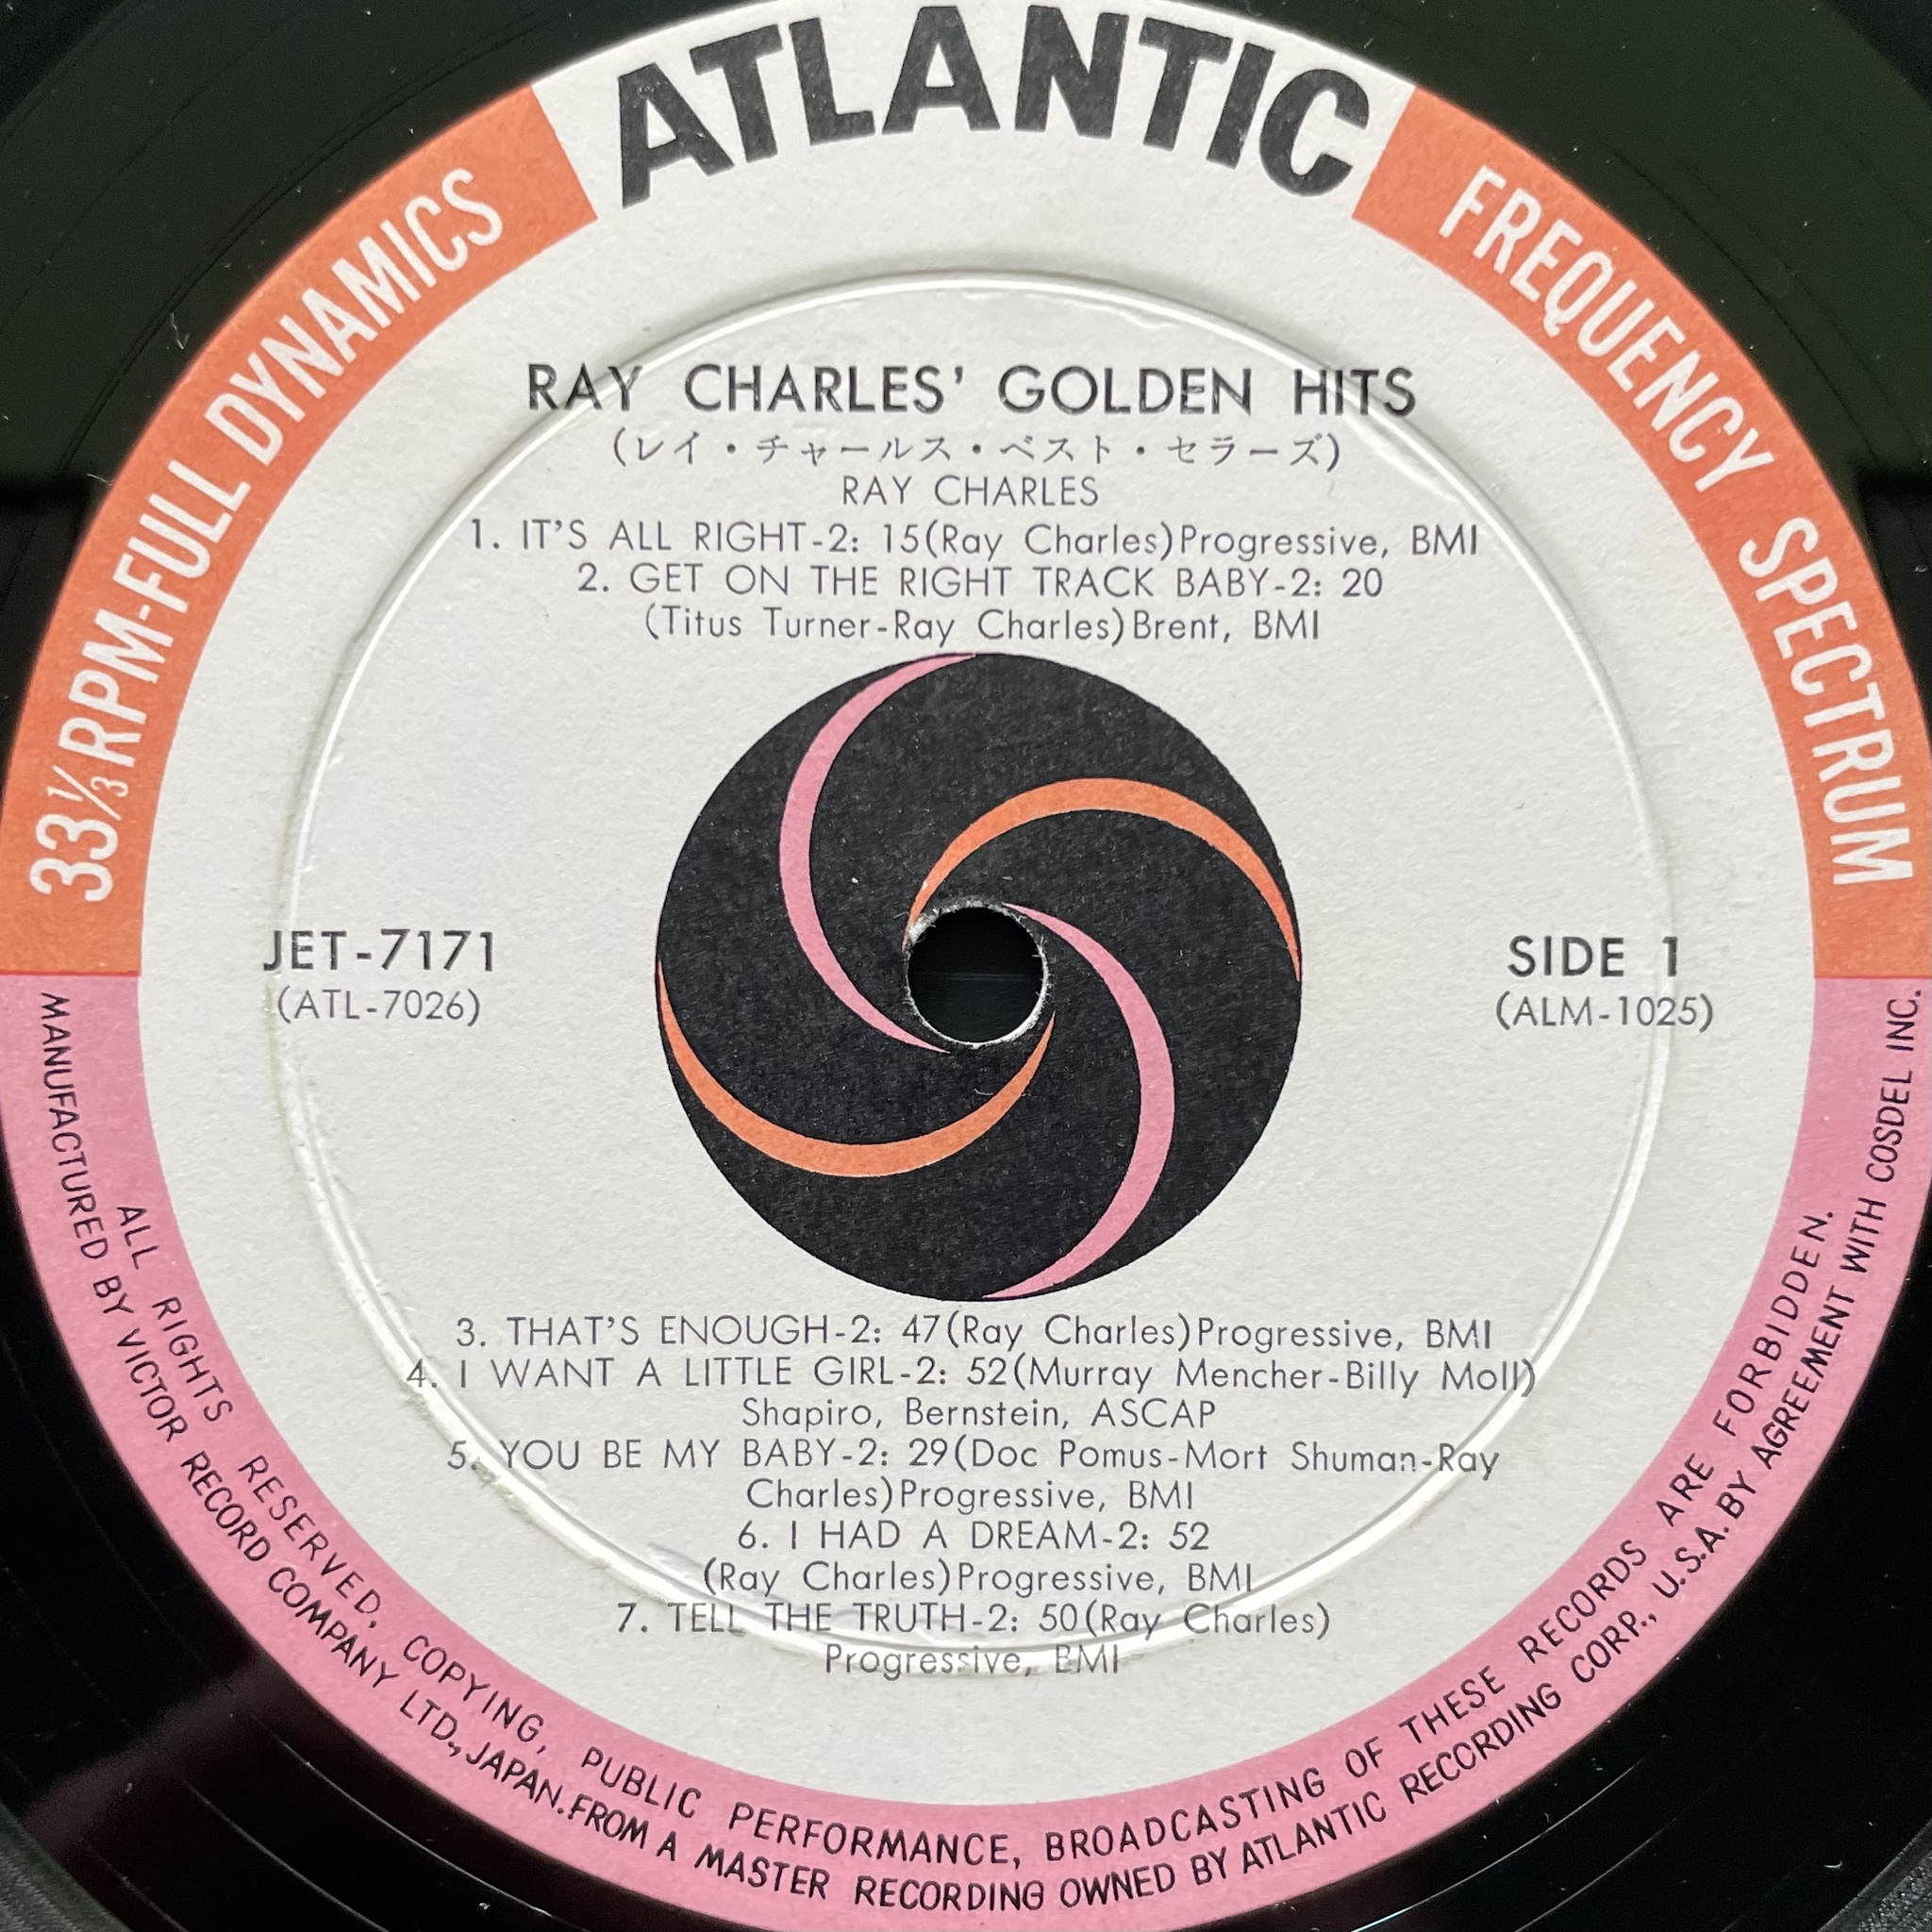 ATLANTIC
33⅓ RPM-FULL DYNAMICS
FREQUENCY SPECTRUM
RAY CHARLES' GOLDEN HITS
(レイ・チャールス・ベスト・セラーズ)
RAY CHARLES
1. IT'S ALL RIGHT-2: 15(Ray Charles)Progressive, BMI
2. GET ON THE RIGHT TRACK BABY-2: 20
(Titus Turner-Ray Charles)Brent, BMI
JET-7171
(ATL-7026)
SIDE 1
(ALM-1025)
3. THAT'S ENOUGH-2: 47(Ray Charles)Progressive, BMI
4. I WANT A LITTLE GIRL-2: 52(Murray Mencher-Billy Moll)
Shapiro, Bernstein, ASCAP
5. YOU BE MY BABY-2: 29(Doc Pomus-Mort Shuman-Ray
Charles)Progressive, BMI
6. I HAD A DREAM-2: 52
(Ray Charles)Progressive, BMI
7. TELL THE TRUTH-2: 50(Ray Charles)
Progressive, BMI
ALL RIGHTS RESERVED, COPYING, PUBLIC PERFORMANCE, BROADCASTING OF THESE RECORDS ARE FORBIDDEN.
MANUFACTURED BY VICTOR RECORD COMPANY LTD., JAPAN. FROM A MASTER RECORDING OWNED BY ATLANTIC RECORDING CORP., U.S.A. BY AGREEMENT WITH COSDEL INC.